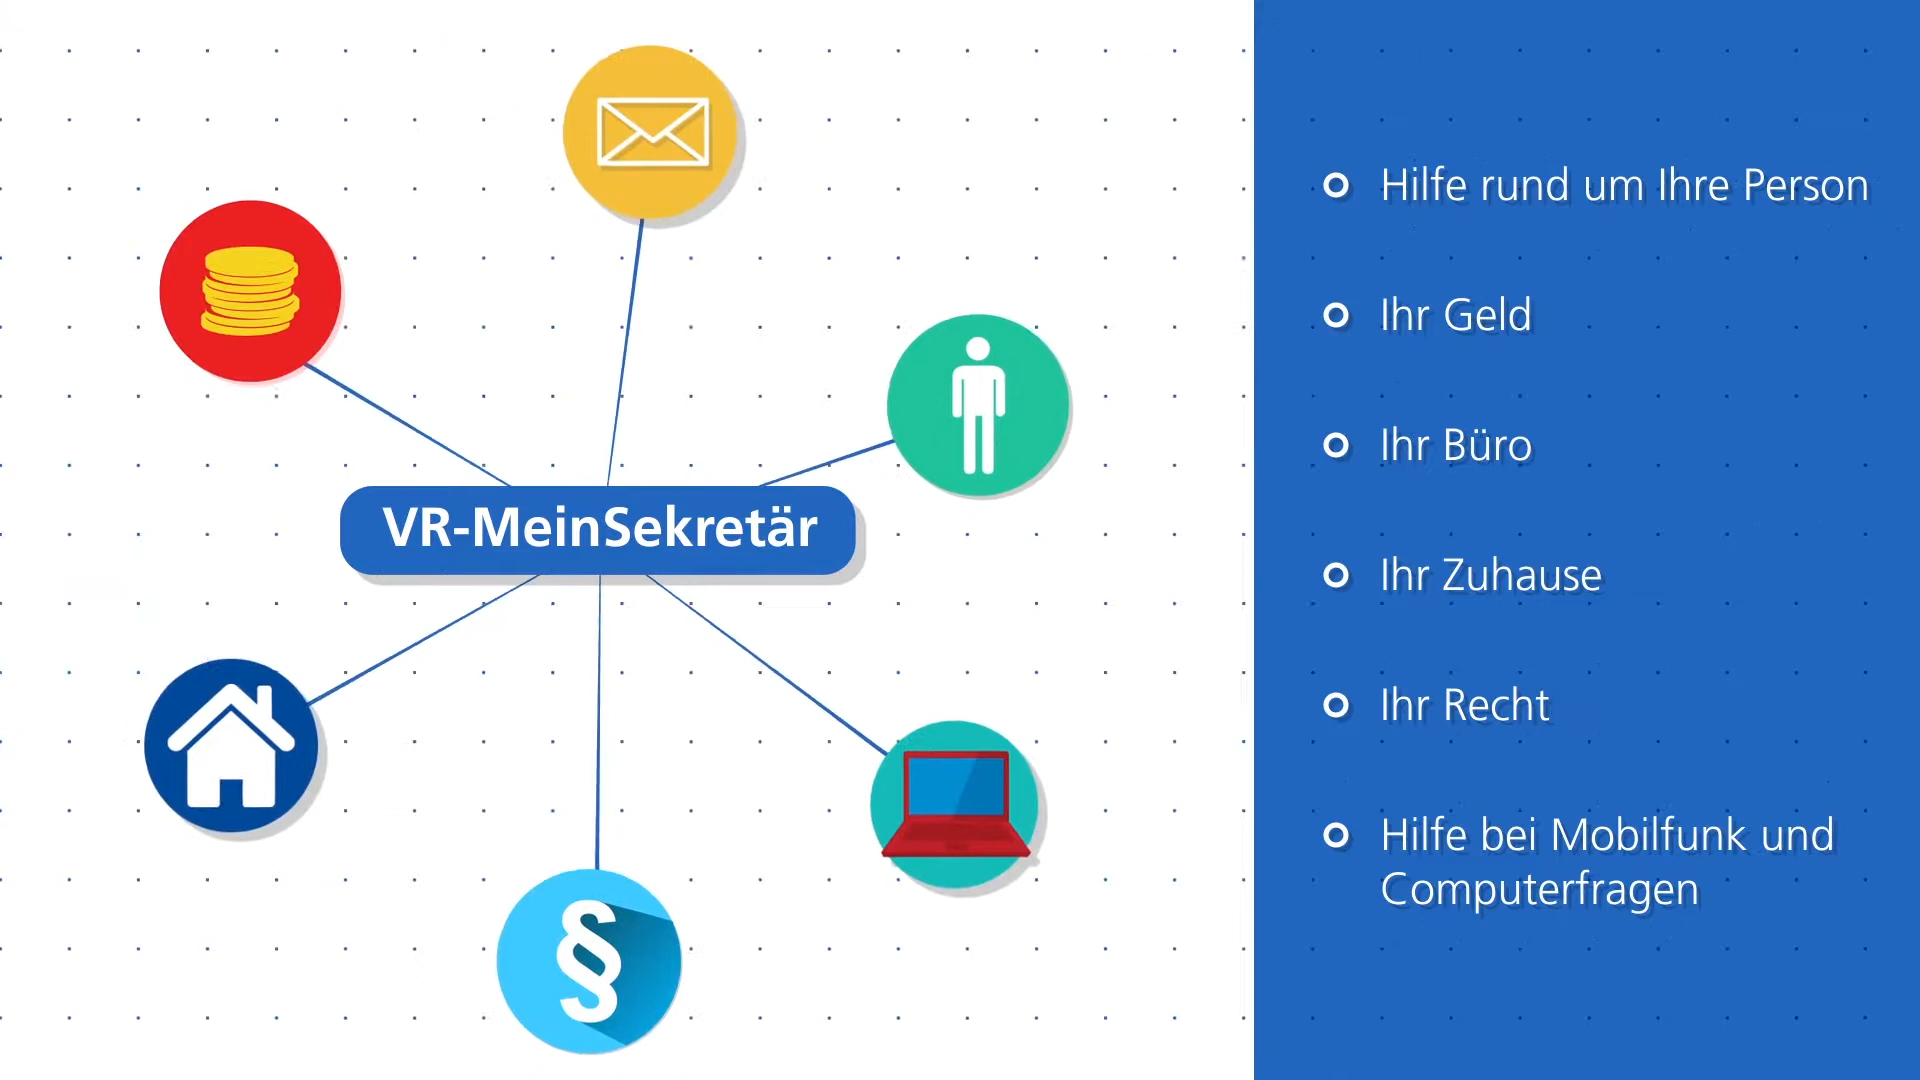 VR-MeinSekretär
§
Hilfe rund um Ihre Person
Ihr Geld
Ihr Büro
Ihr Zuhause
Ihr Recht
Hilfe bei Mobilfunk und
Computerfragen